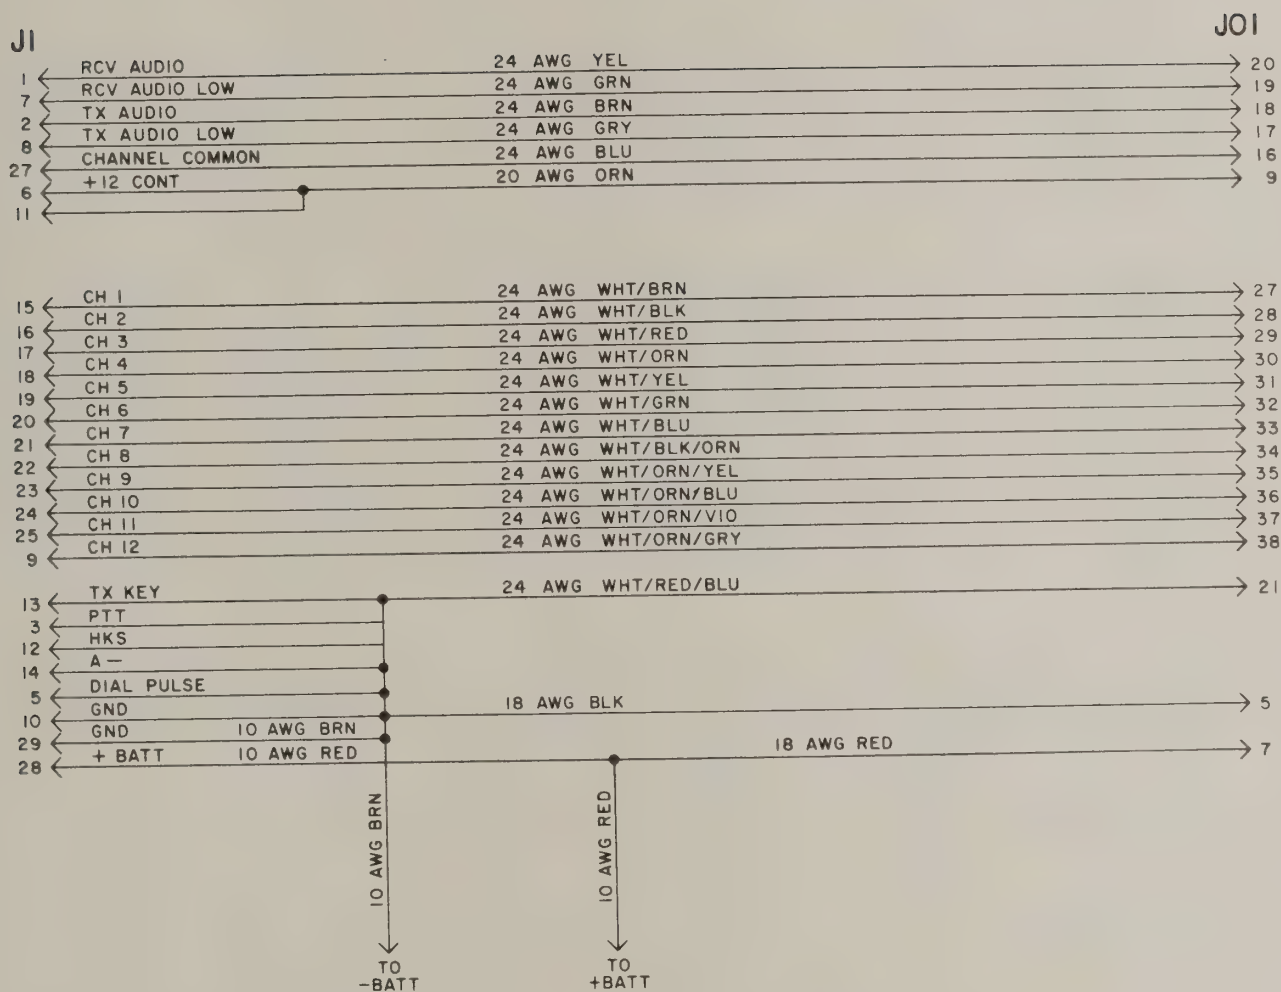 J1 JO1
1 RCV AUDIO 24 AWG YEL 20
7 RCV AUDIO LOW 24 AWG GRN 19
2 TX AUDIO 24 AWG BRN 18
8 TX AUDIO LOW 24 AWG GRY 17
27 CHANNEL COMMON 24 AWG BLU 16
6 +12 CONT 20 AWG ORN 9
11
15 CH 1 24 AWG WHT/BRN 27
16 CH 2 24 AWG WHT/BLK 28
17 CH 3 24 AWG WHT/RED 29
18 CH 4 24 AWG WHT/ORN 30
19 CH 5 24 AWG WHT/YEL 31
20 CH 6 24 AWG WHT/GRN 32
21 CH 7 24 AWG WHT/BLU 33
22 CH 8 24 AWG WHT/BLK/ORN 34
23 CH 9 24 AWG WHT/ORN/YEL 35
24 CH 10 24 AWG WHT/ORN/BLU 36
25 CH 11 24 AWG WHT/ORN/VIO 37
9 CH 12 24 AWG WHT/ORN/GRY 38
13 TX KEY 24 AWG WHT/RED/BLU 21
3 PTT
12 HKS
14 A-
5 DIAL PULSE
10 GND 18 AWG BLK 5
29 GND 10 AWG BRN
28 + BATT 10 AWG RED 18 AWG RED 7
10 AWG BRN
10 AWG RED
TO
-BATT
TO
+BATT